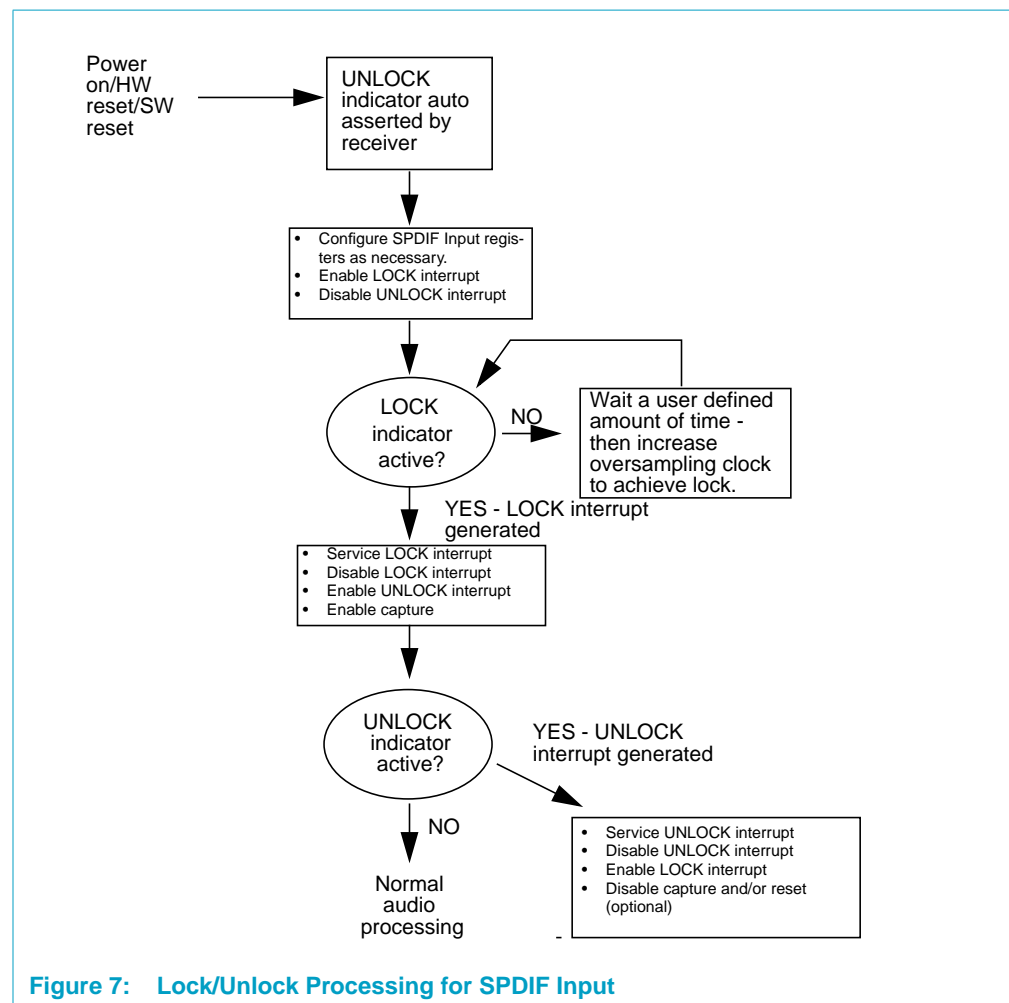 Power
on/HW
reset/SW
reset
UNLOCK
indicator auto
asserted by
receiver
• Configure SPDIF Input regis-
ters as necessary.
• Enable LOCK interrupt
• Disable UNLOCK interrupt
LOCK
indicator
active?
NO
Wait a user defined
amount of time -
then increase
oversampling clock
to achieve lock.
YES - LOCK interrupt
generated
• Service LOCK interrupt
• Disable LOCK interrupt
• Enable UNLOCK interrupt
• Enable capture
UNLOCK
indicator
active?
YES - UNLOCK
interrupt generated
NO
• Service UNLOCK interrupt
• Disable UNLOCK interrupt
• Enable LOCK interrupt
• Disable capture and/or reset
(optional)
Normal
audio
processing
-
Figure 7: Lock/Unlock Processing for SPDIF Input